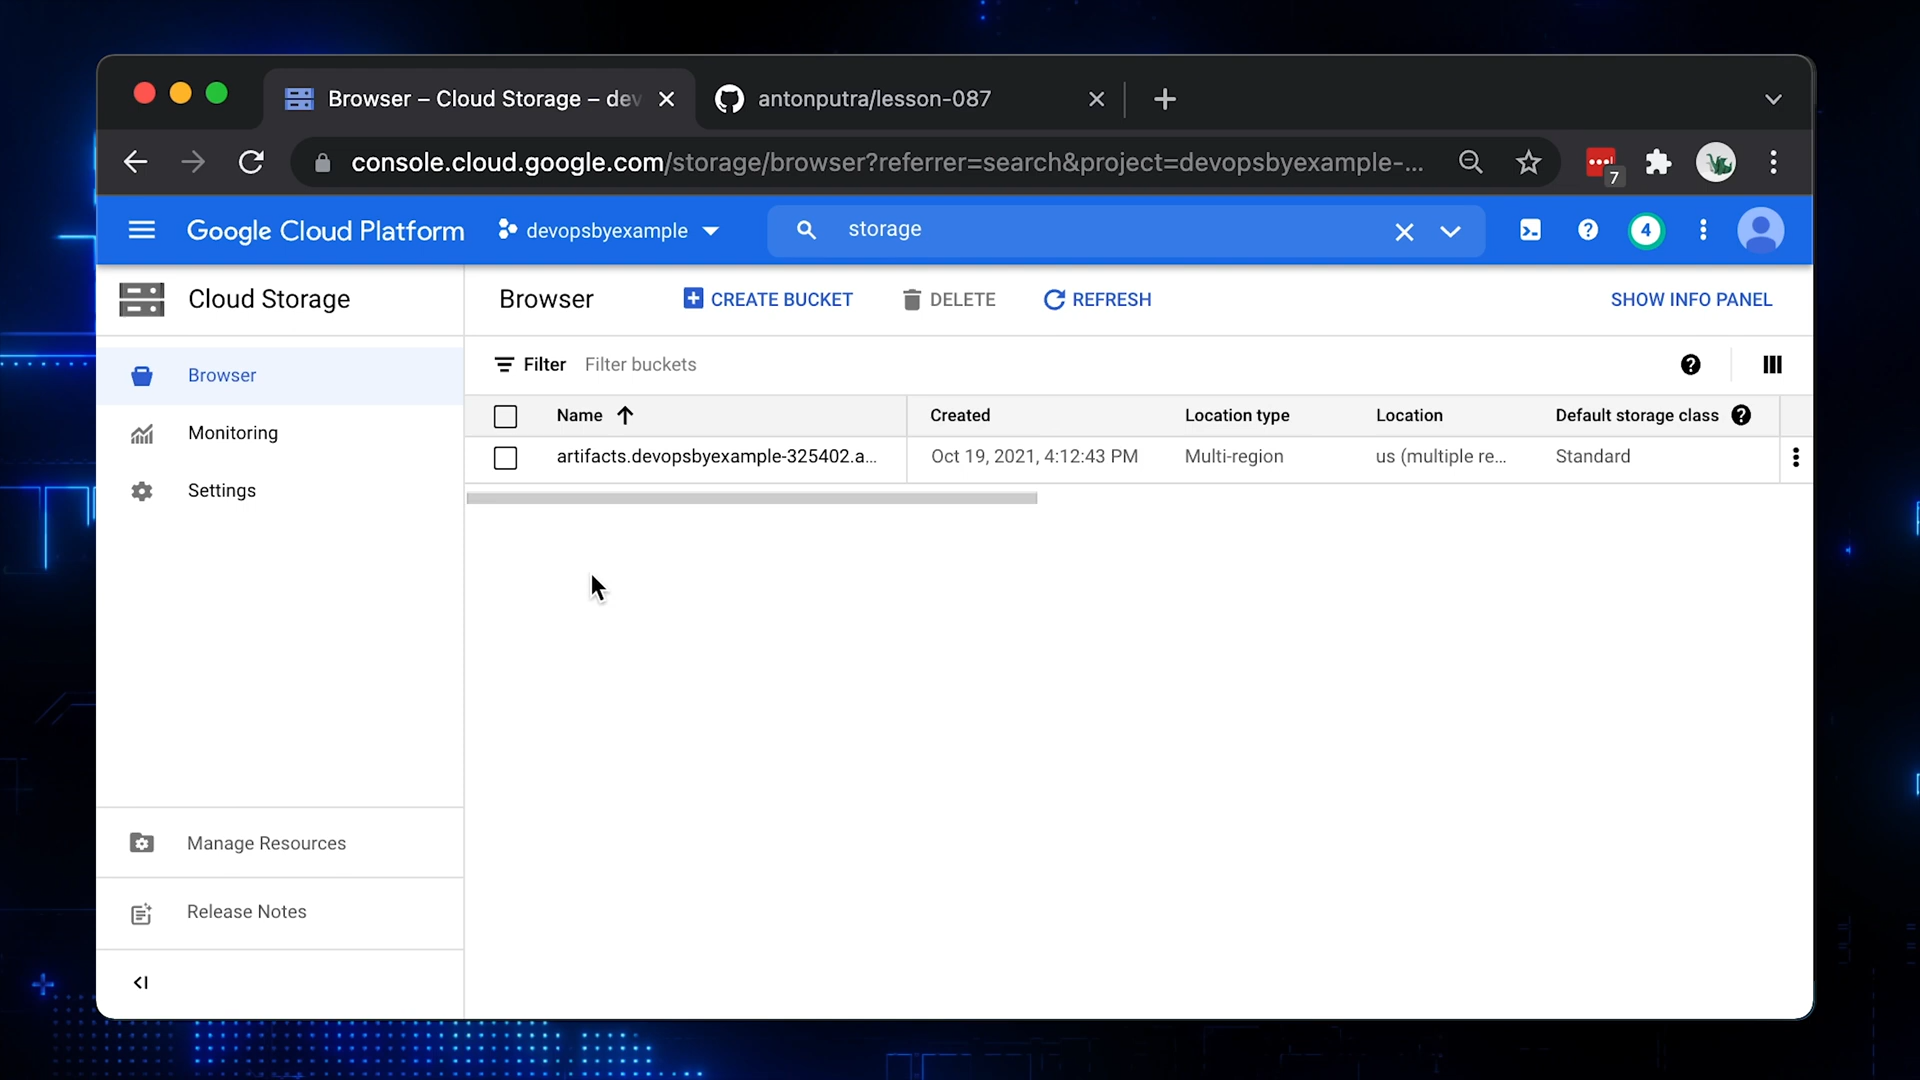 Browser – Cloud Storage – dev
antonputra/lesson-087
console.cloud.google.com/storage/browser?referrer=search&project=devopsbyexample-...
7
Google Cloud Platform
devopsbyexample
storage
4
Cloud Storage
Browser
CREATE BUCKET
DELETE
REFRESH
SHOW INFO PANEL
Browser
Monitoring
Settings
Filter Filter buckets
Name Created Location type Location Default storage class
artifacts.devopsbyexample-325402.a... Oct 19, 2021, 4:12:43 PM Multi-region us (multiple re... Standard
Manage Resources
Release Notes